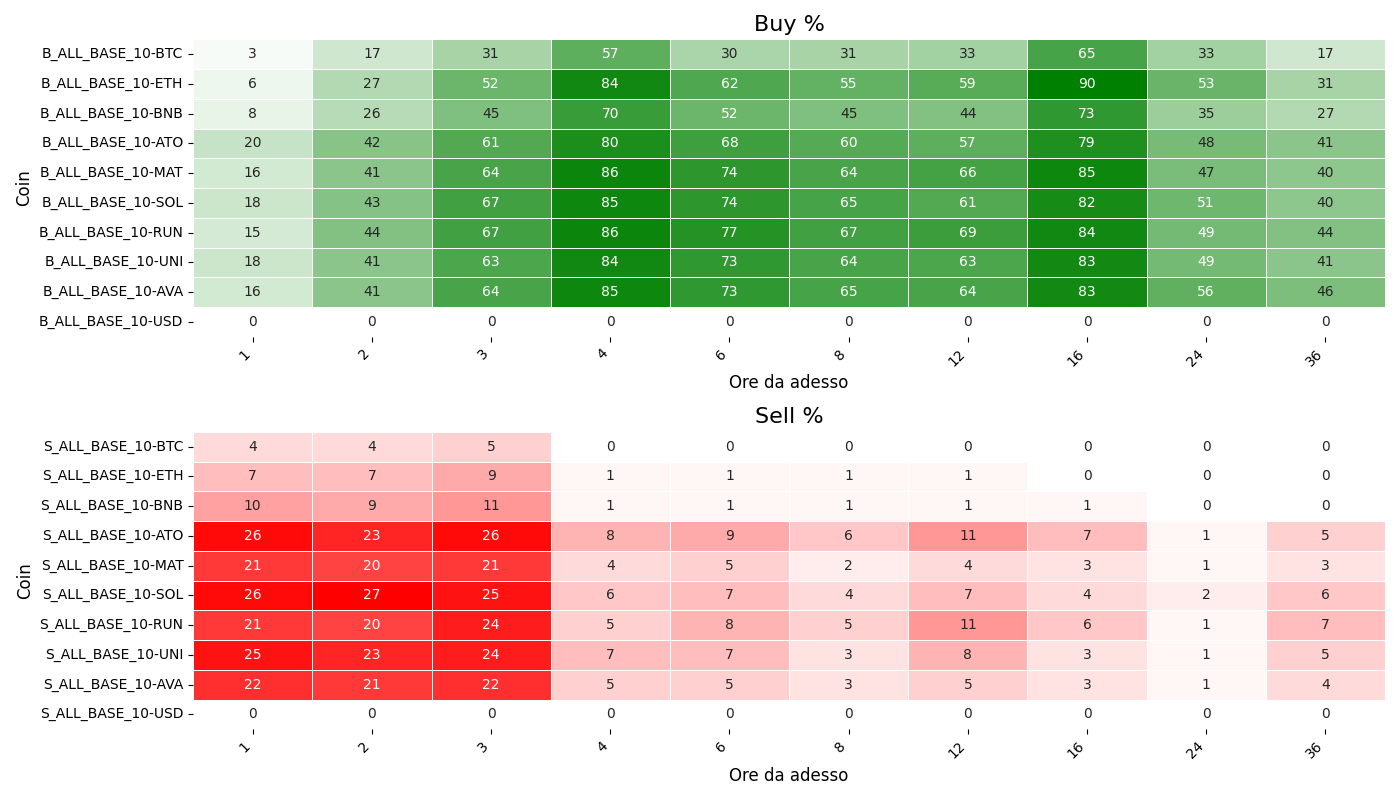 Buy %
Coin
B_ALL_BASE_10-BTC 3 17 31 57 30 31 33 65 33 17
B_ALL_BASE_10-ETH 6 27 52 84 62 55 59 90 53 31
B_ALL_BASE_10-BNB 8 26 45 70 52 45 44 73 35 27
B_ALL_BASE_10-ATO 20 42 61 80 68 60 57 79 48 41
B_ALL_BASE_10-MAT 16 41 64 86 74 64 66 85 47 40
B_ALL_BASE_10-SOL 18 43 67 85 74 65 61 82 51 40
B_ALL_BASE_10-RUN 15 44 67 86 77 67 69 84 49 44
B_ALL_BASE_10-UNI 18 41 63 84 73 64 63 83 49 41
B_ALL_BASE_10-AVA 16 41 64 85 73 65 64 83 56 46
B_ALL_BASE_10-USD 0 0 0 0 0 0 0 0 0 0
1 2 3 4 6 8 12 16 24 36
Ore da adesso
Sell %
Coin
S_ALL_BASE_10-BTC 4 4 5 0 0 0 0 0 0 0
S_ALL_BASE_10-ETH 7 7 9 1 1 1 1 0 0 0
S_ALL_BASE_10-BNB 10 9 11 1 1 1 1 1 0 0
S_ALL_BASE_10-ATO 26 23 26 8 9 6 11 7 1 5
S_ALL_BASE_10-MAT 21 20 21 4 5 2 4 3 1 3
S_ALL_BASE_10-SOL 26 27 25 6 7 4 7 4 2 6
S_ALL_BASE_10-RUN 21 20 24 5 8 5 11 6 1 7
S_ALL_BASE_10-UNI 25 23 24 7 7 3 8 3 1 5
S_ALL_BASE_10-AVA 22 21 22 5 5 3 5 3 1 4
S_ALL_BASE_10-USD 0 0 0 0 0 0 0 0 0 0
1 2 3 4 6 8 12 16 24 36
Ore da adesso